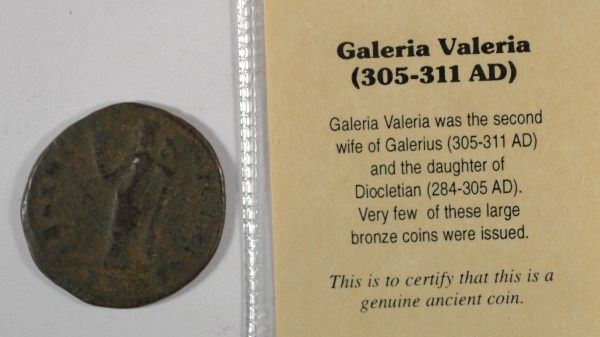 Galeria Valeria
(305-311 AD)
Galeria Valeria was the second
wife of Galerius (305-311 AD)
and the daughter of
Diocletian (284-305 AD).
Very few of these large
bronze coins were issued.
This is to certify that this is a
genuine ancient coin.